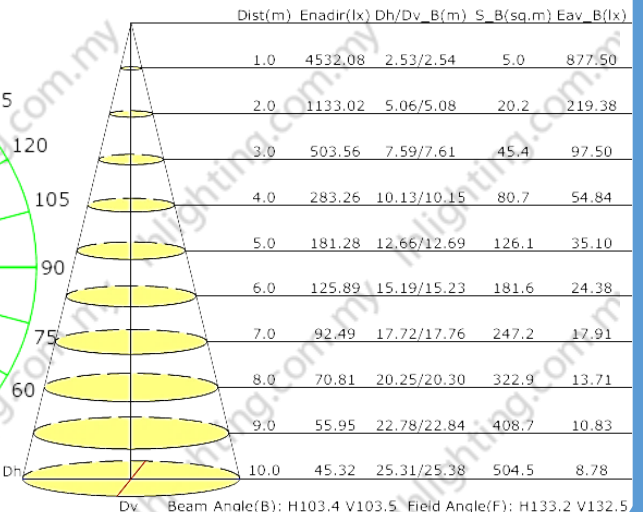 Dist(m) Enadir(lx) Dh/Dv_B(m) S_B(sq.m) Eav_B(lx)
1.0 4532.08 2.53/2.54 5.0 877.50
2.0 1133.02 5.06/5.08 20.2 219.38
3.0 503.56 7.59/7.61 45.4 97.50
4.0 283.26 10.13/10.15 80.7 54.84
5.0 181.28 12.66/12.69 126.1 35.10
6.0 125.89 15.19/15.23 181.6 24.38
7.0 92.49 17.72/17.76 247.2 17.91
8.0 70.81 20.25/20.30 322.9 13.71
9.0 55.95 22.78/22.84 408.7 10.83
10.0 45.32 25.31/25.38 504.5 8.78
5
120
105
90
75
60
Dh
Dv Beam Angle(B): H103.4 V103.5 Field Angle(F): H133.2 V132.5